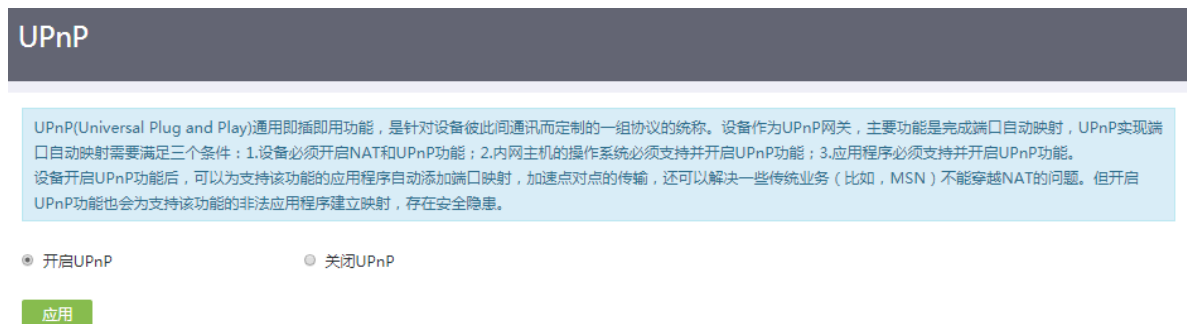 UPnP
UPnP(Universal Plug and Play)通用即插即用功能，是针对设备彼此间通讯而定制的一组协议的统称。设备作为UPnP网关，主要功能是完成端口自动映射，UPnP实现端
口自动映射需要满足三个条件：1.设备必须开启NAT和UPnP功能；2.内网主机的操作系统必须支持并开启UPnP功能；3.应用程序必须支持并开启UPnP功能。
设备开启UPnP功能后，可以为支持该功能的应用程序自动添加端口映射，加速点对点的传输，还可以解决一些传统业务（比如，MSN）不能穿越NAT的问题。但开启
UPnP功能也会为支持该功能的非法应用程序建立映射，存在安全隐患。
开启UPnP 关闭UPnP
应用